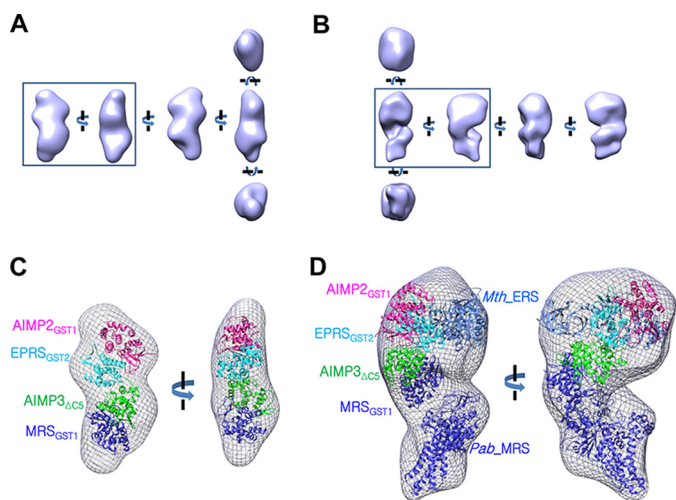 A
B
C
D
AIMP2GST1
EPRSGST2
AIMP3ΔC5
MRSGST1
AIMP2GST1
Mth_ERS
EPRSGST2
AIMP3ΔC5
MRSGST1
Pab_MRS